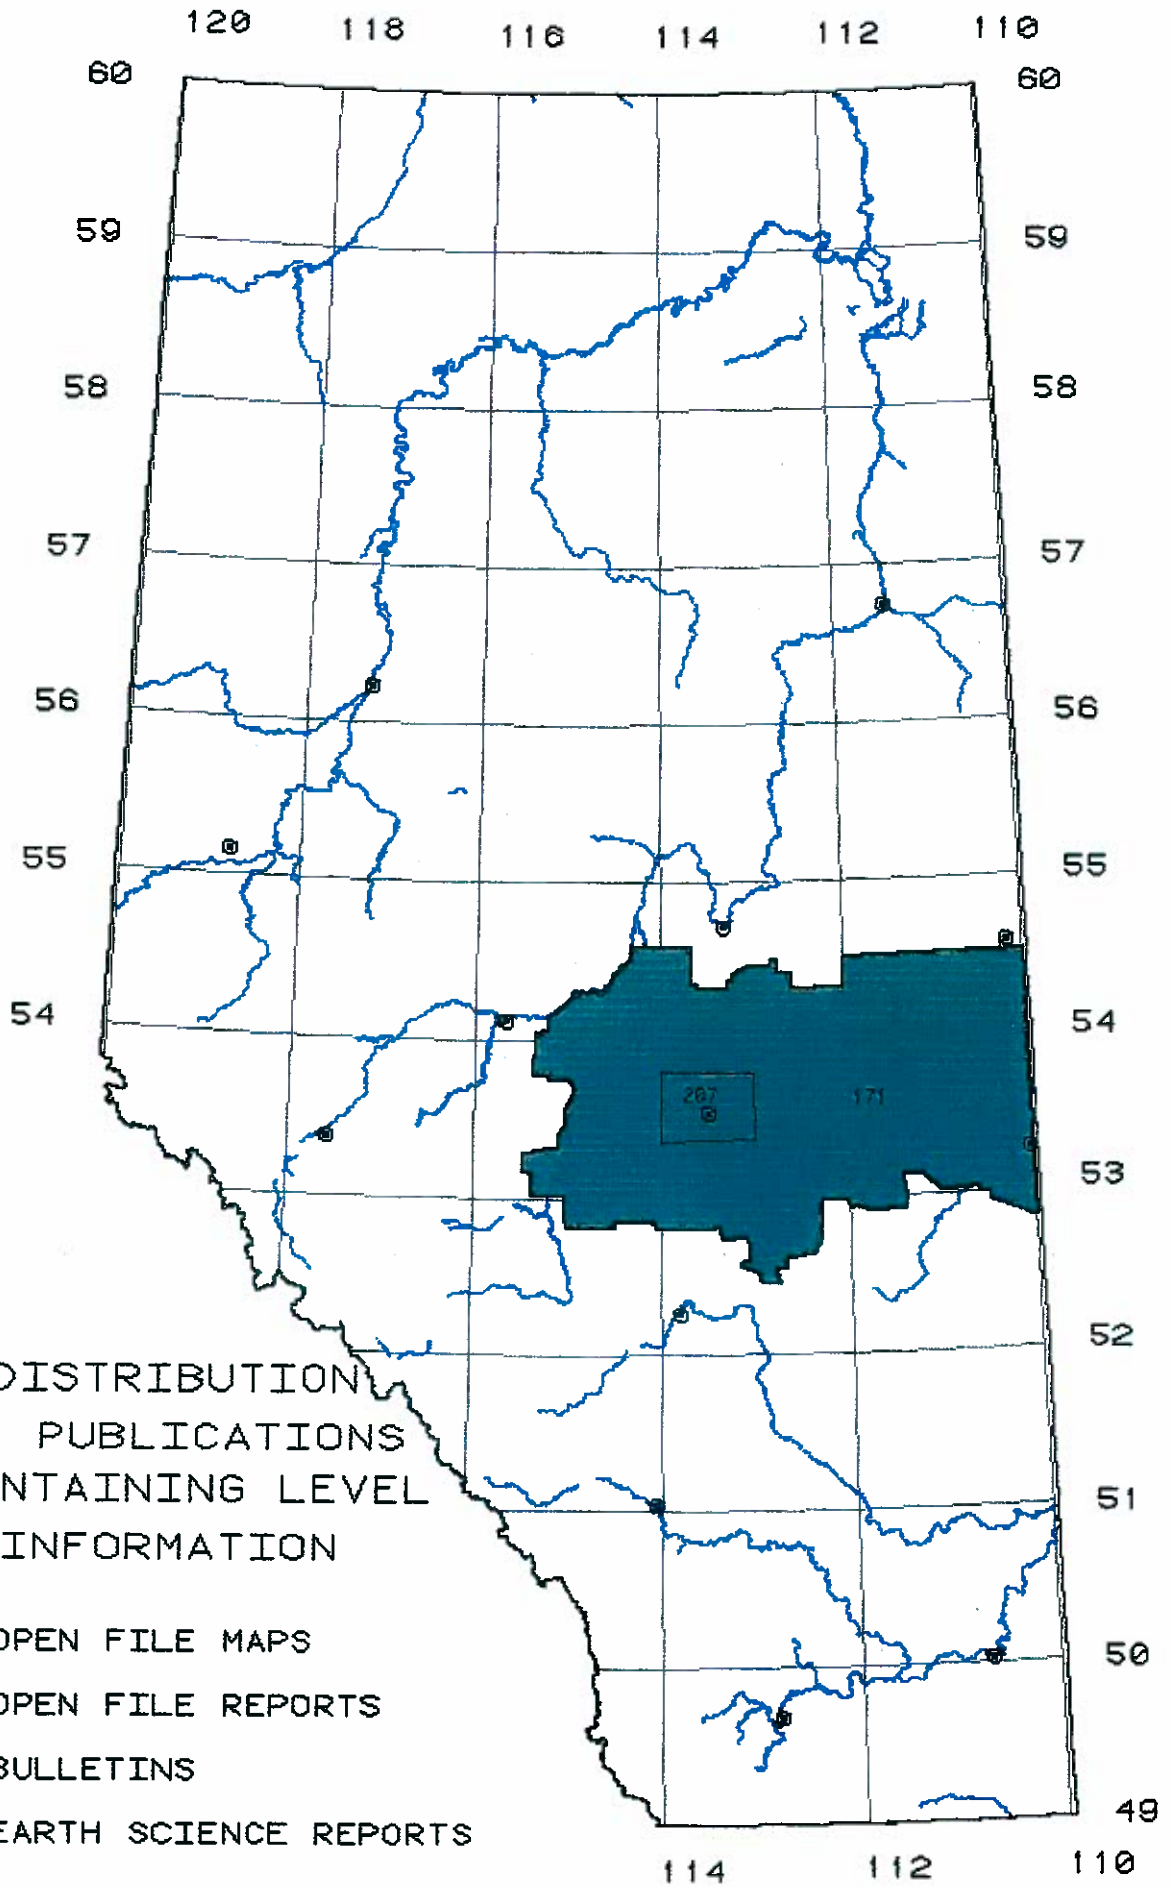 120 118 116 114 112 110
60 60
59 59
58 58
57 57
56 56
55 55
54 54
207 171
53
52
DISTRIBUTION
PUBLICATIONS
NTAINING LEVEL
51
INFORMATION
OPEN FILE MAPS
50
OPEN FILE REPORTS
BULLETINS
49
EARTH SCIENCE REPORTS
114 112 110